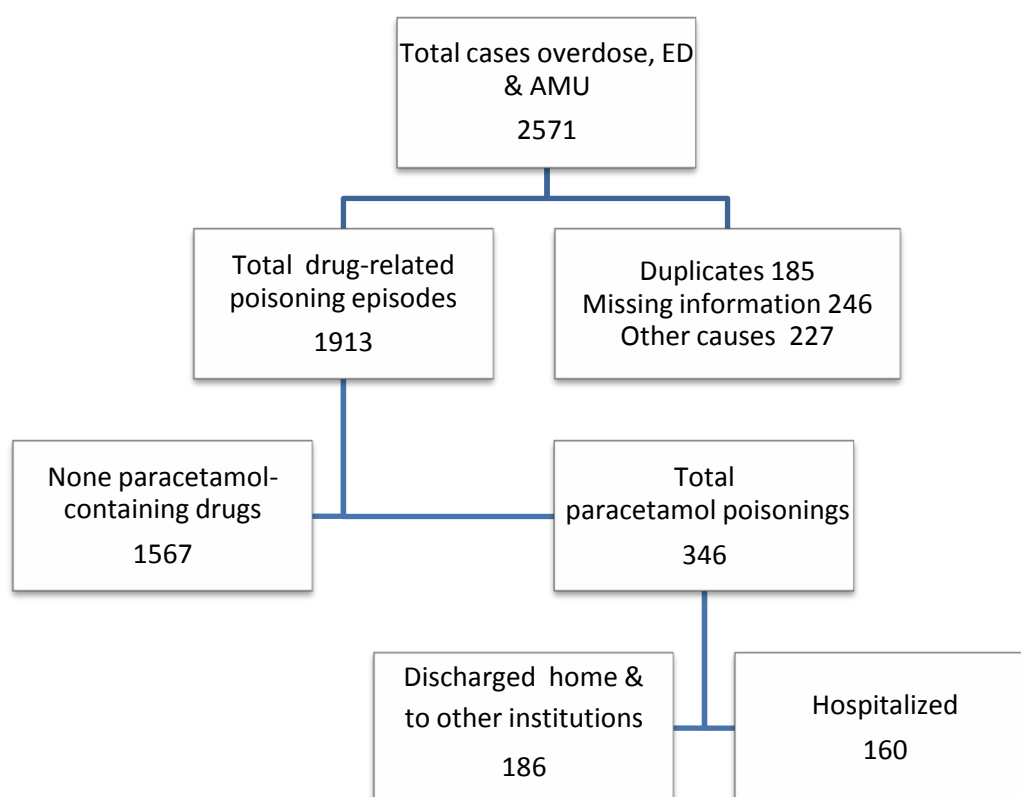 Total cases overdose, ED
& AMU
2571
Total drug-related
poisoning episodes
1913
Duplicates 185
Missing information 246
Other causes 227
None paracetamol-
containing drugs
1567
Total
paracetamol poisonings
346
Discharged home &
to other institutions
186
Hospitalized
160